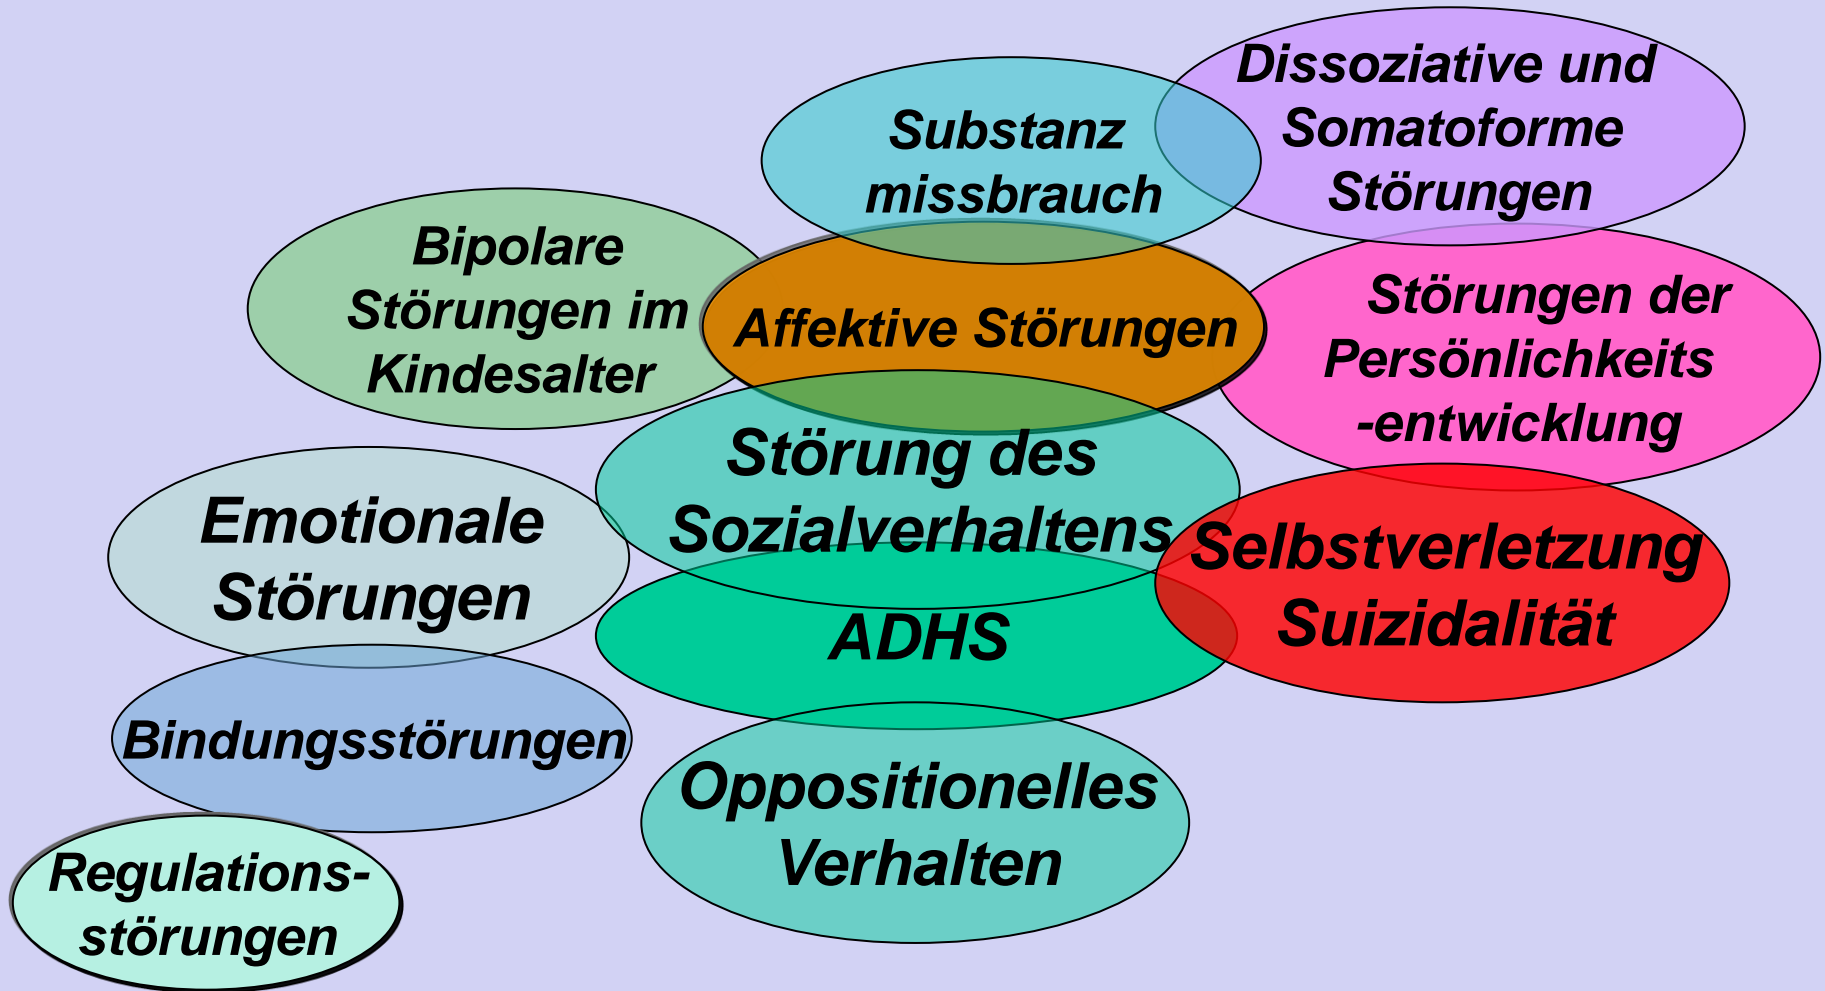 Dissoziative und
Somatoforme
Störungen
Substanz
missbrauch
Bipolare
Störungen im
Kindesalter
Affektive Störungen
Störungen der
Persönlichkeits
-entwicklung
Störung des
Sozialverhaltens
Emotionale
Störungen
Selbstverletzung
Suizidalität
ADHS
Bindungsstörungen
Oppositionelles
Verhalten
Regulations-
störungen